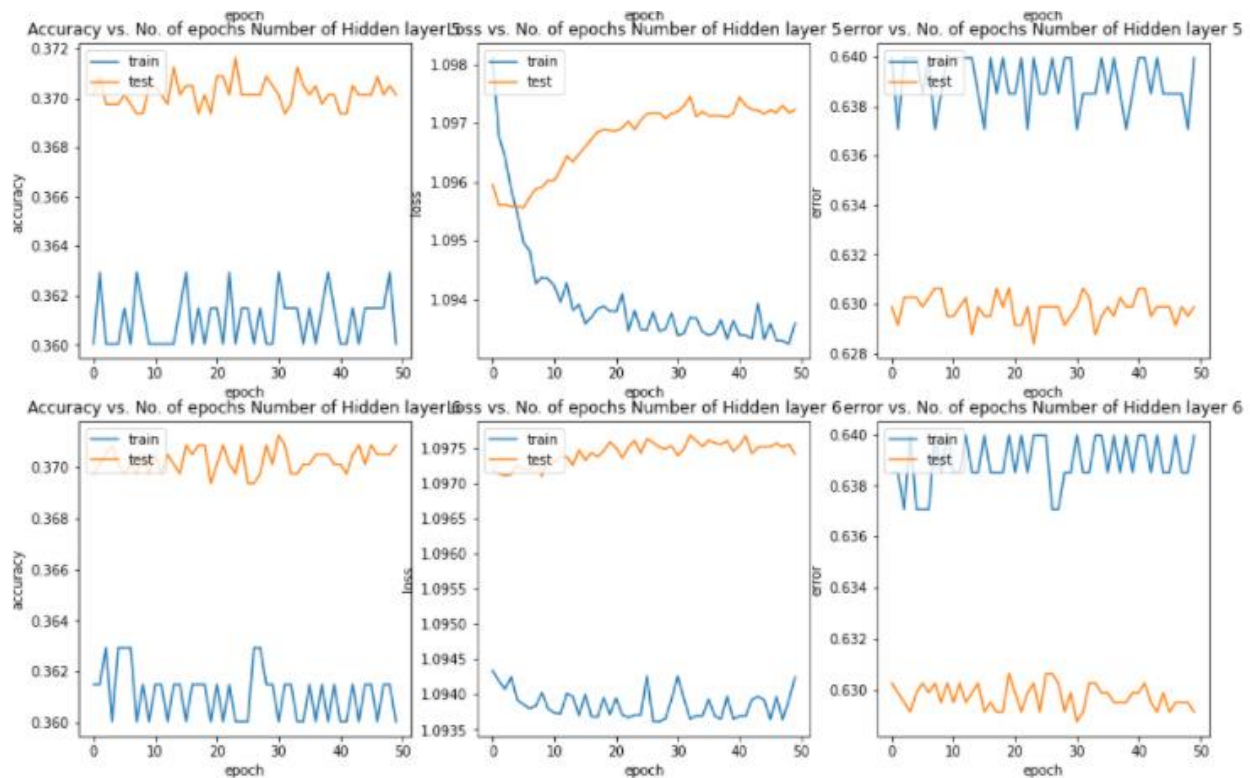 epoch epoch epoch
Accuracy vs. No. of epochs Number of Hidden layer 5 loss vs. No. of epochs Number of Hidden layer 5 error vs. No. of epochs Number of Hidden layer 5
train
test
accuracy
0.372
0.370
0.368
0.366
0.364
0.362
0.360
0 10 20 30 40 50
epoch
train
test
loss
1.098
1.097
1.096
1.095
1.094
0 10 20 30 40 50
epoch
train
test
error
0.640
0.638
0.636
0.634
0.632
0.630
0.628
0 10 20 30 40 50
epoch
Accuracy vs. No. of epochs Number of Hidden layer 6 loss vs. No. of epochs Number of Hidden layer 6 error vs. No. of epochs Number of Hidden layer 6
train
test
accuracy
0.370
0.368
0.366
0.364
0.362
0.360
0 10 20 30 40 50
epoch
train
test
loss
1.0975
1.0970
1.0965
1.0960
1.0955
1.0950
1.0945
1.0940
1.0935
0 10 20 30 40 50
epoch
train
test
error
0.640
0.638
0.636
0.634
0.632
0.630
0 10 20 30 40 50
epoch